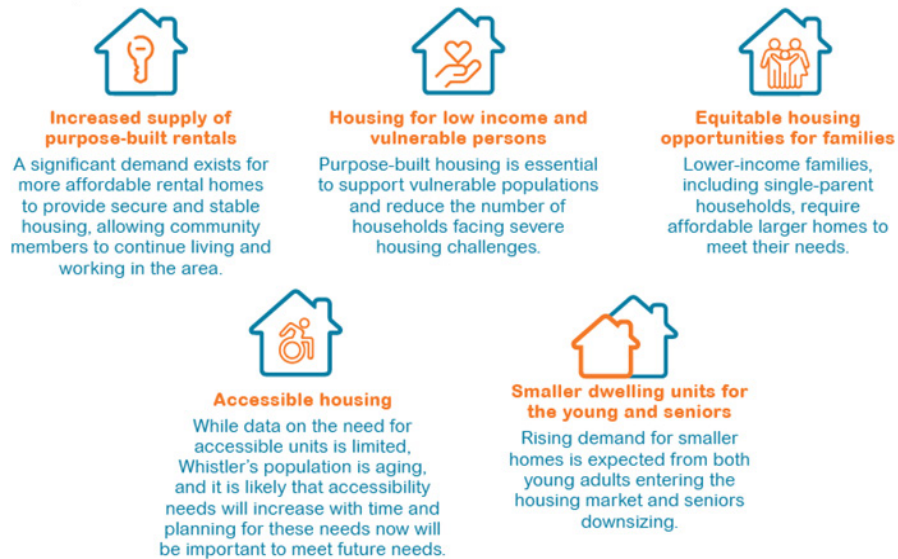 Increased supply of
purpose-built rentals
A significant demand exists for
more affordable rental homes
to provide secure and stable
housing, allowing community
members to continue living and
working in the area.
Housing for low income and
vulnerable persons
Purpose-built housing is essential
to support vulnerable populations
and reduce the number of
households facing severe
housing challenges.
Equitable housing
opportunities for families
Lower-income families,
including single-parent
households, require
affordable larger homes to
meet their needs.
Accessible housing
While data on the need for
accessible units is limited,
Whistler's population is aging,
and it is likely that accessibility
needs will increase with time and
planning for these needs now will
be important to meet future needs.
Smaller dwelling units for
the young and seniors
Rising demand for smaller
homes is expected from both
young adults entering the
housing market and seniors
downsizing.